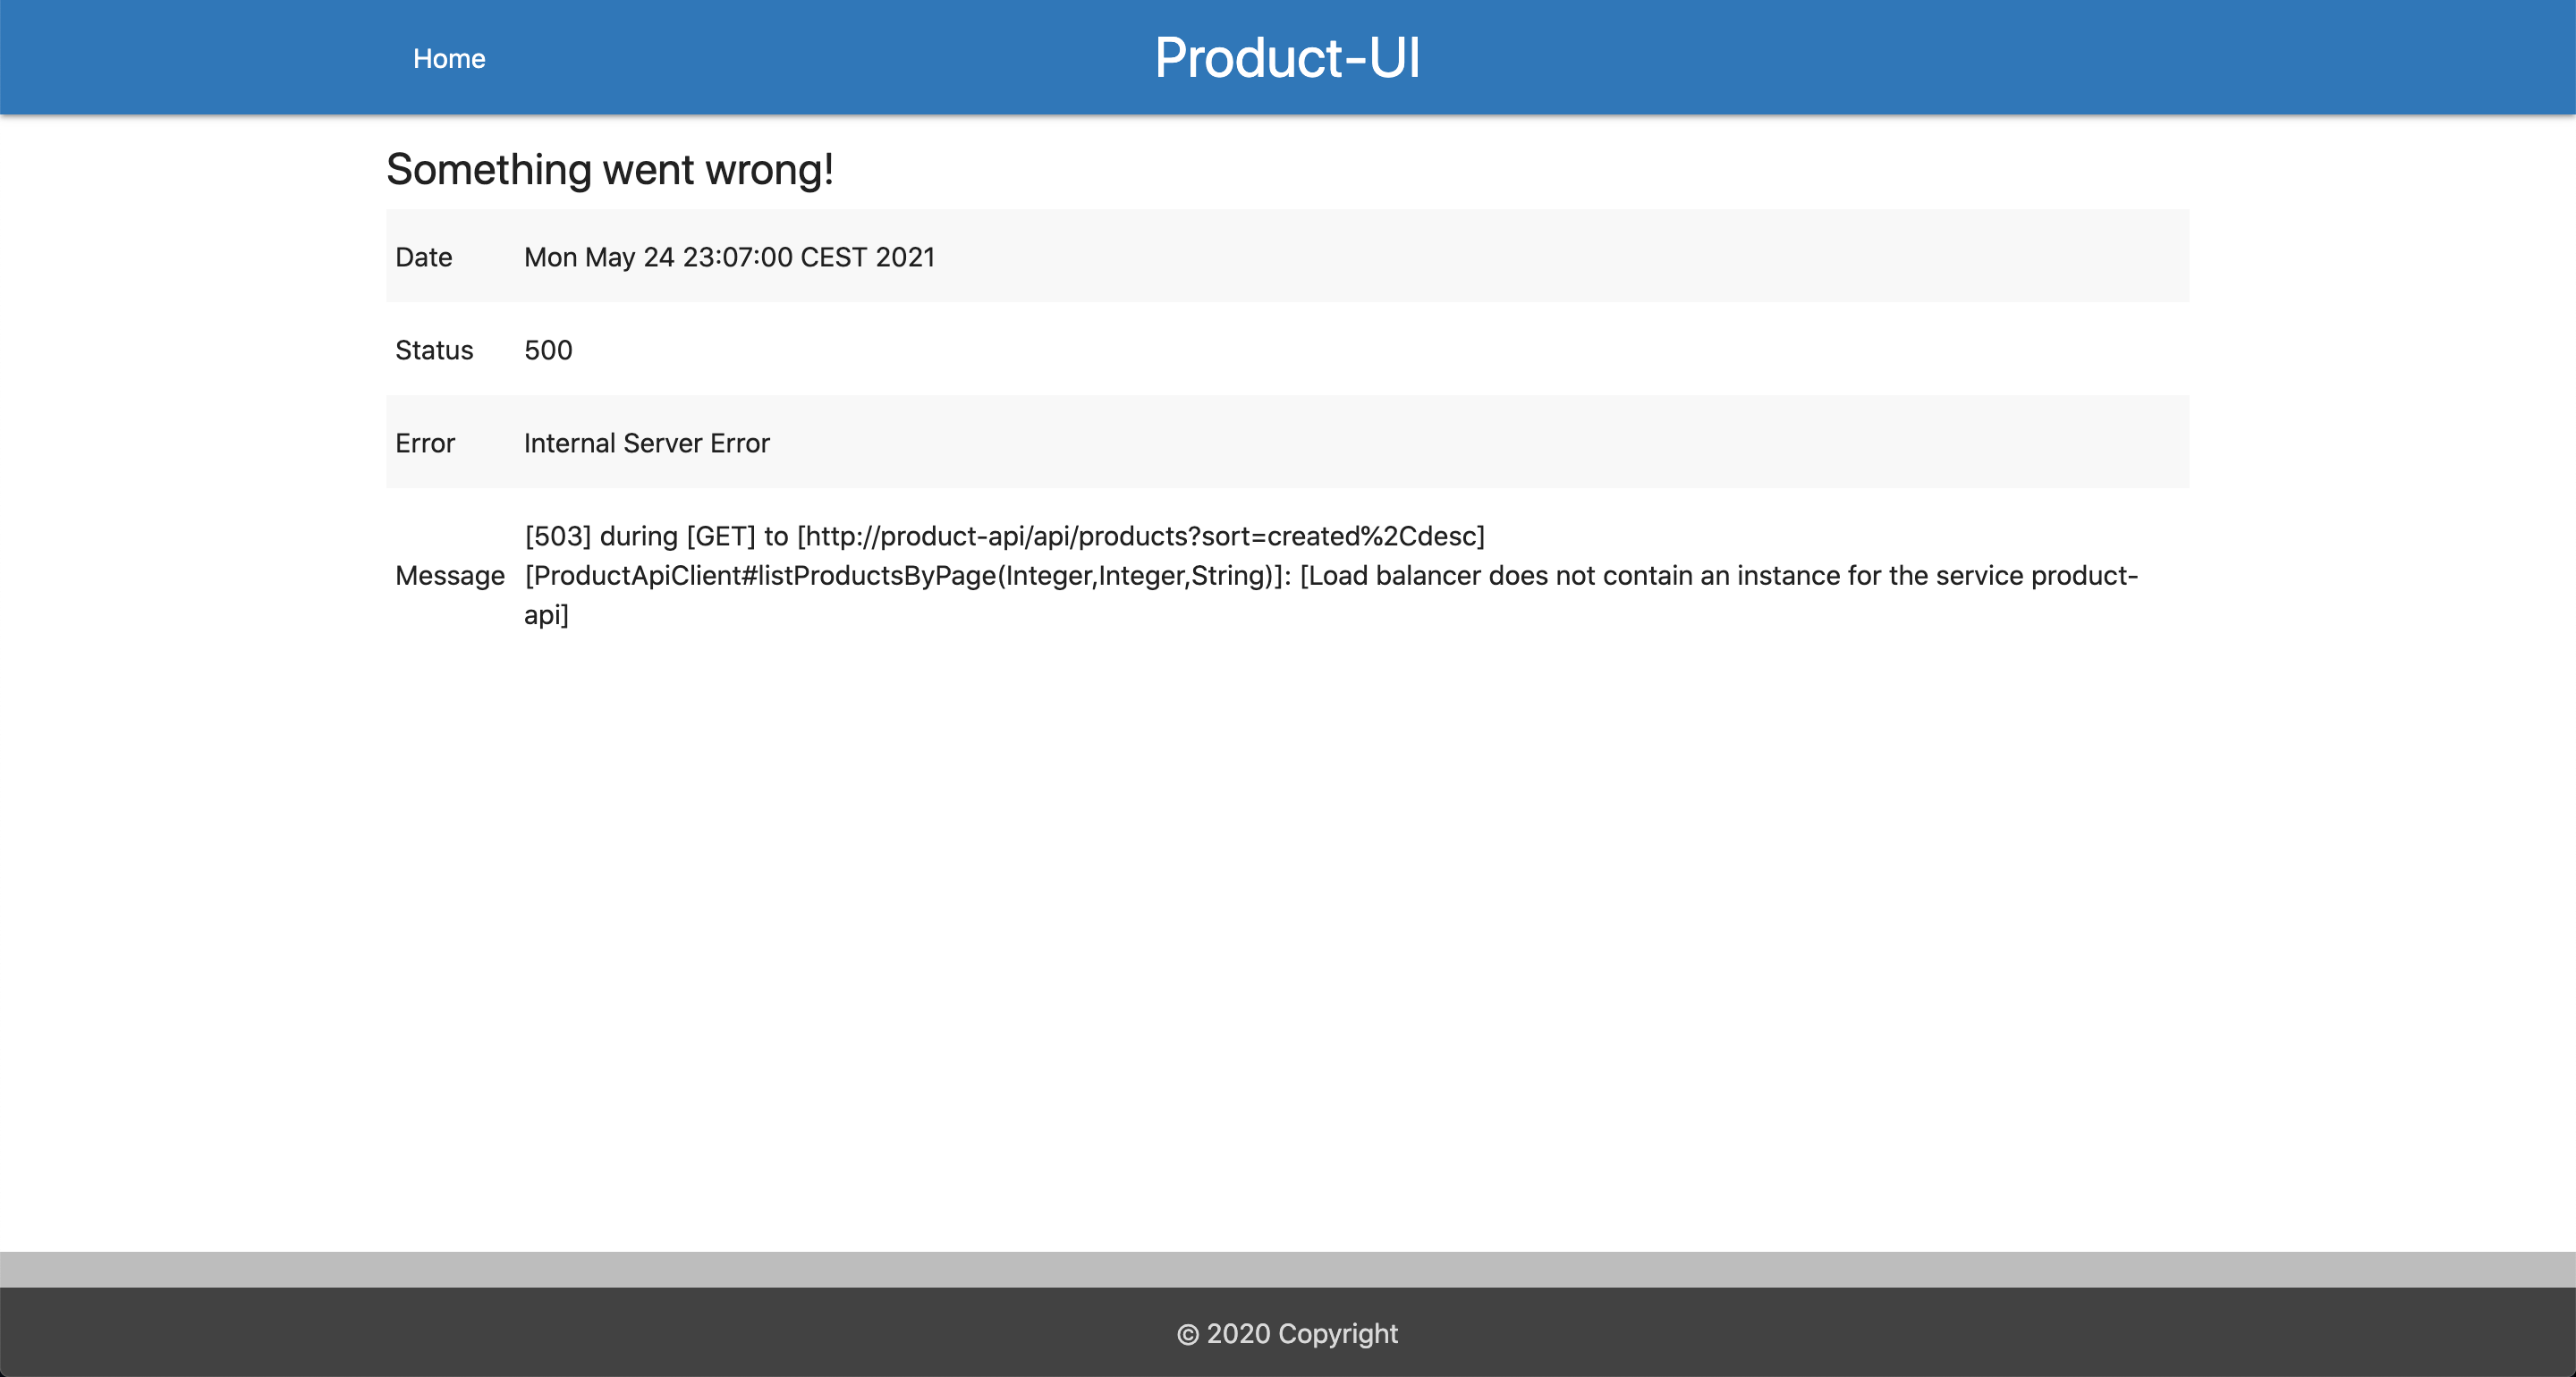 Home
Product-UI
Something went wrong!
Date Mon May 24 23:07:00 CEST 2021
Status 500
Error Internal Server Error
Message [503] during [GET] to [http://product-api/api/products?sort=created%2Cdesc]
[ProductApiClient#listProductsByPage(Integer,Integer,String)]: [Load balancer does not contain an instance for the service product-
api]
© 2020 Copyright